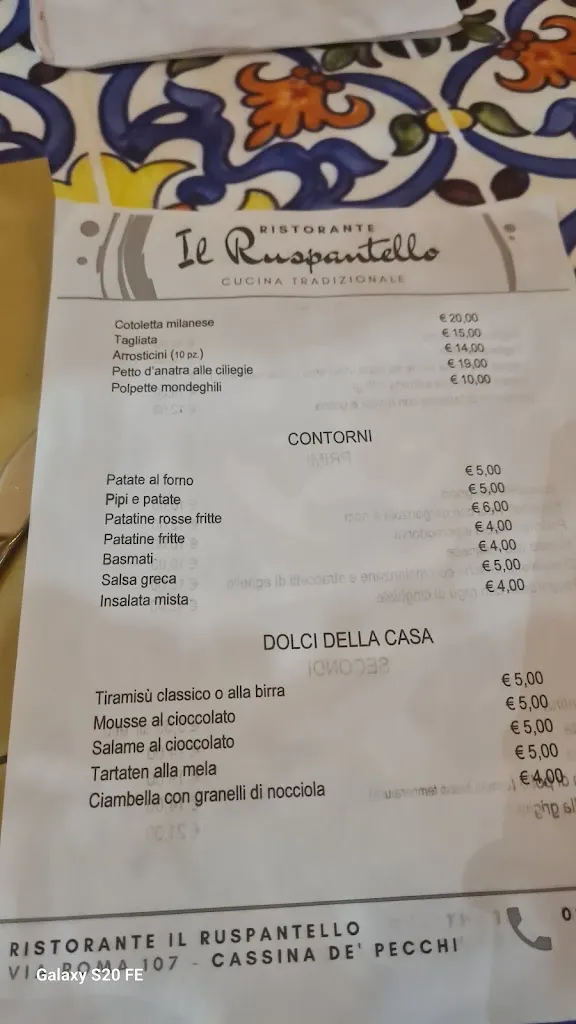 RISTORANTE
Il Ruspantello
CUCINA TRADIZIONALE
Cotoletta milanese € 20,00
Tagliata € 15,00
Arrosticini (10 pz.) € 14,00
Petto d'anatra alle ciliegie € 19,00
Polpette mondeghili € 10,00
CONTORNI
Patate al forno € 5,00
Pipi e patate € 5,00
Patatine rosse fritte € 6,00
Patatine fritte € 4,00
Basmati € 4,00
Salsa greca € 5,00
Insalata mista € 4,00
DOLCI DELLA CASA
Tiramisù classico o alla birra € 5,00
Mousse al cioccolato € 5,00
Salame al cioccolato € 5,00
Tartaten alla mela € 5,00
Ciambella con granelli di nocciola € 4,00
RISTORANTE IL RUSPANTELLO
VIA ROMA 107 - CASSINA DE' PECCHI
Galaxy S20 FE